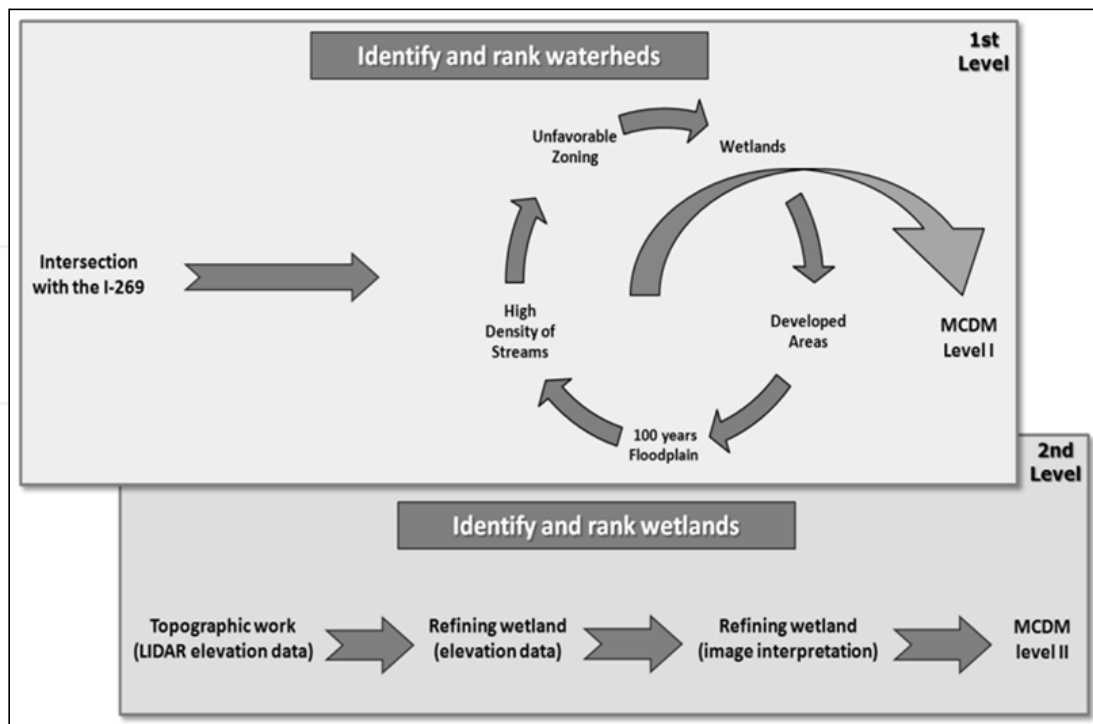 Identify and rank waterheds
1st
Level
Unfavorable
Zoning
Wetlands
Intersection
with the I-269
High
Density of
Streams
Developed
Areas
MCDM
Level I
100 years
Floodplain
2nd
Level
Identify and rank wetlands
Topographic work
(LIDAR elevation data)
Refining wetland
(elevation data)
Refining wetland
(image interpretation)
MCDM
level II